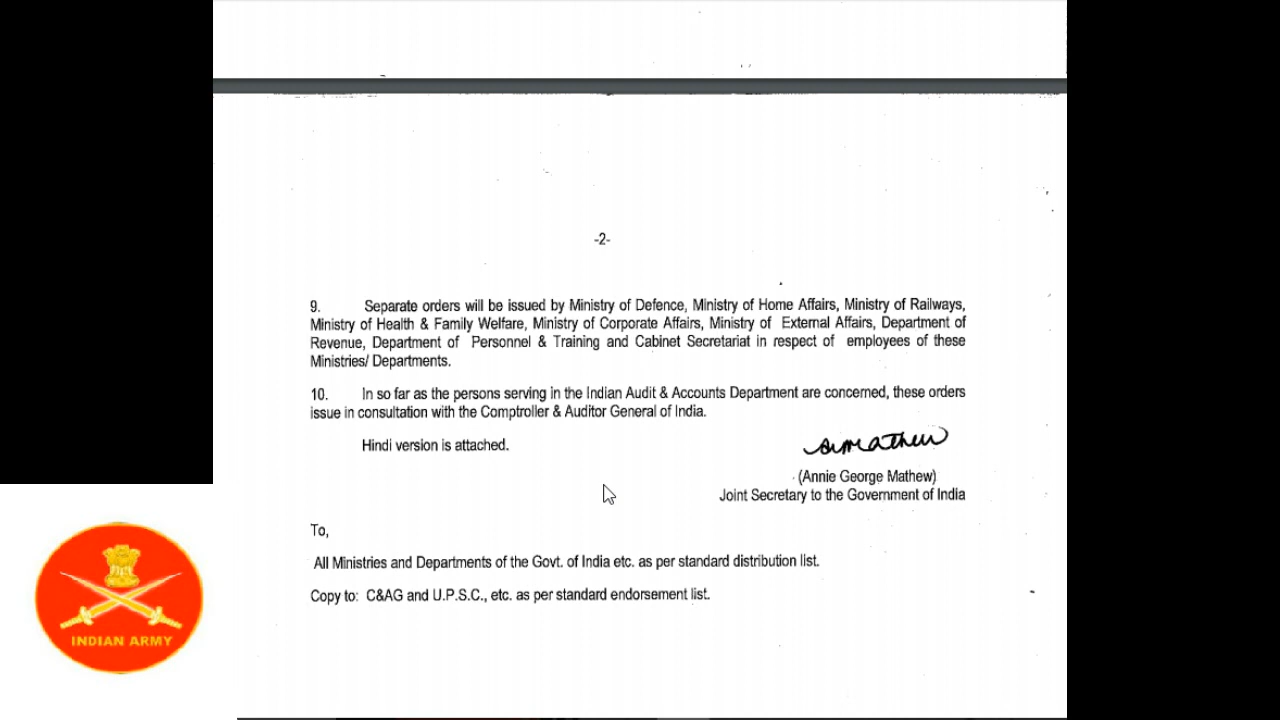 -2-
9. Separate orders will be issued by Ministry of Defence, Ministry of Home Affairs, Ministry of Railways,
Ministry of Health & Family Welfare, Ministry of Corporate Affairs, Ministry of External Affairs, Department of
Revenue, Department of Personnel & Training and Cabinet Secretariat in respect of employees of these
Ministries/ Departments.
10. In so far as the persons serving in the Indian Audit & Accounts Department are concerned, these orders
issue in consultation with the Comptroller & Auditor General of India.
Hindi version is attached.
(Annie George Mathew)
Joint Secretary to the Government of India
To,
All Ministries and Departments of the Govt. of India etc. as per standard distribution list.
Copy to: C&AG and U.P.S.C., etc. as per standard endorsement list.
INDIAN ARMY